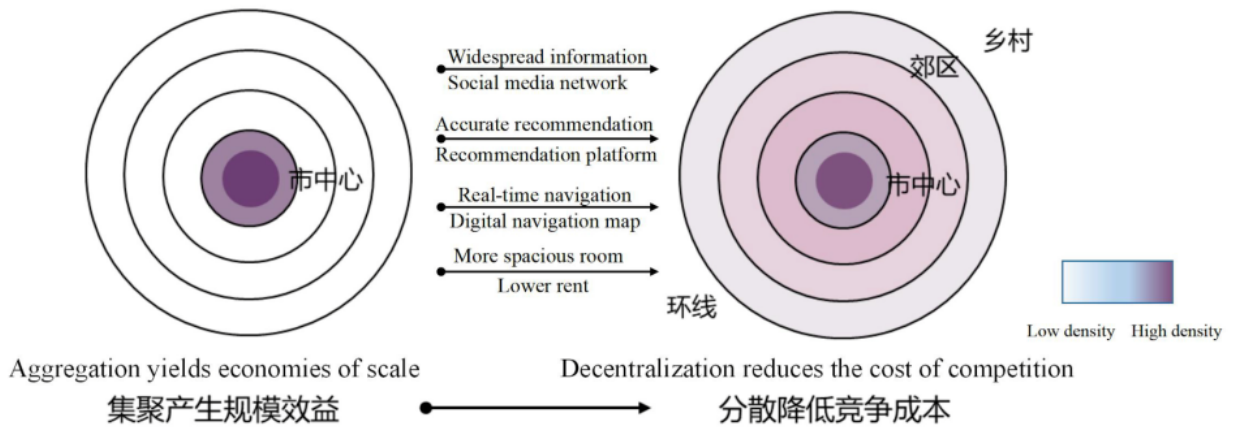 市中心
Widespread information
Social media network
Accurate recommendation
Recommendation platform
Real-time navigation
Digital navigation map
More spacious room
Lower rent
乡村
郊区
市中心
环线
Low density High density
Aggregation yields economies of scale
Decentralization reduces the cost of competition
集聚产生规模效益
分散降低竞争成本